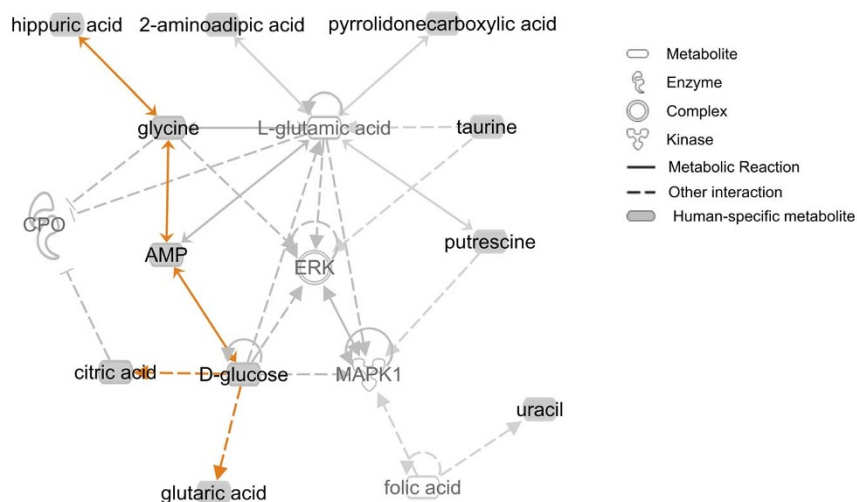 hippuric acid 2-aminoadipic acid pyrrolidonecarboxylic acid
Metabolite
Enzyme
Complex
Kinase
Metabolic Reaction
Other interaction
Human-specific metabolite
glycine L-glutamic acid taurine
CPO
AMP ERK putrescine
citric acid D-glucose MAPK1
uracil
glutaric acid folic acid